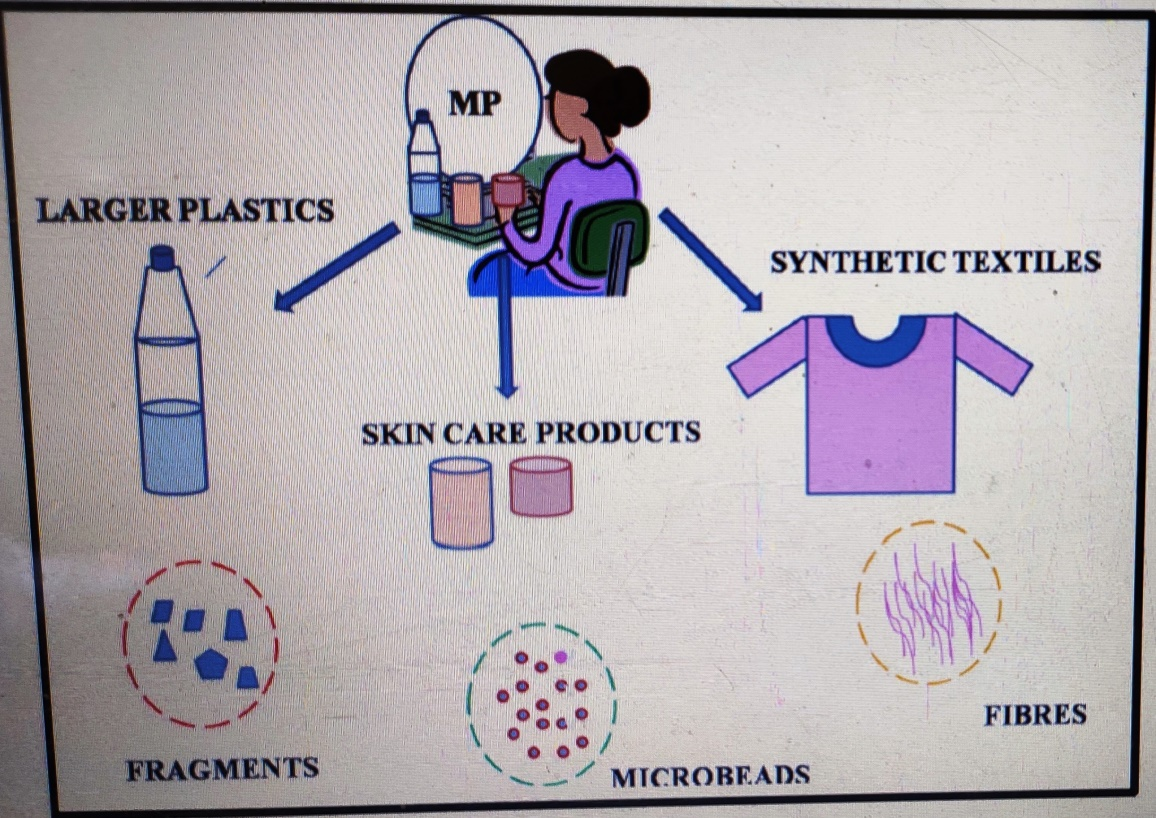 MP
LARGER PLASTICS
SYNTHETIC TEXTILES
SKIN CARE PRODUCTS
FRAGMENTS
MICROBEADS
FIBRES